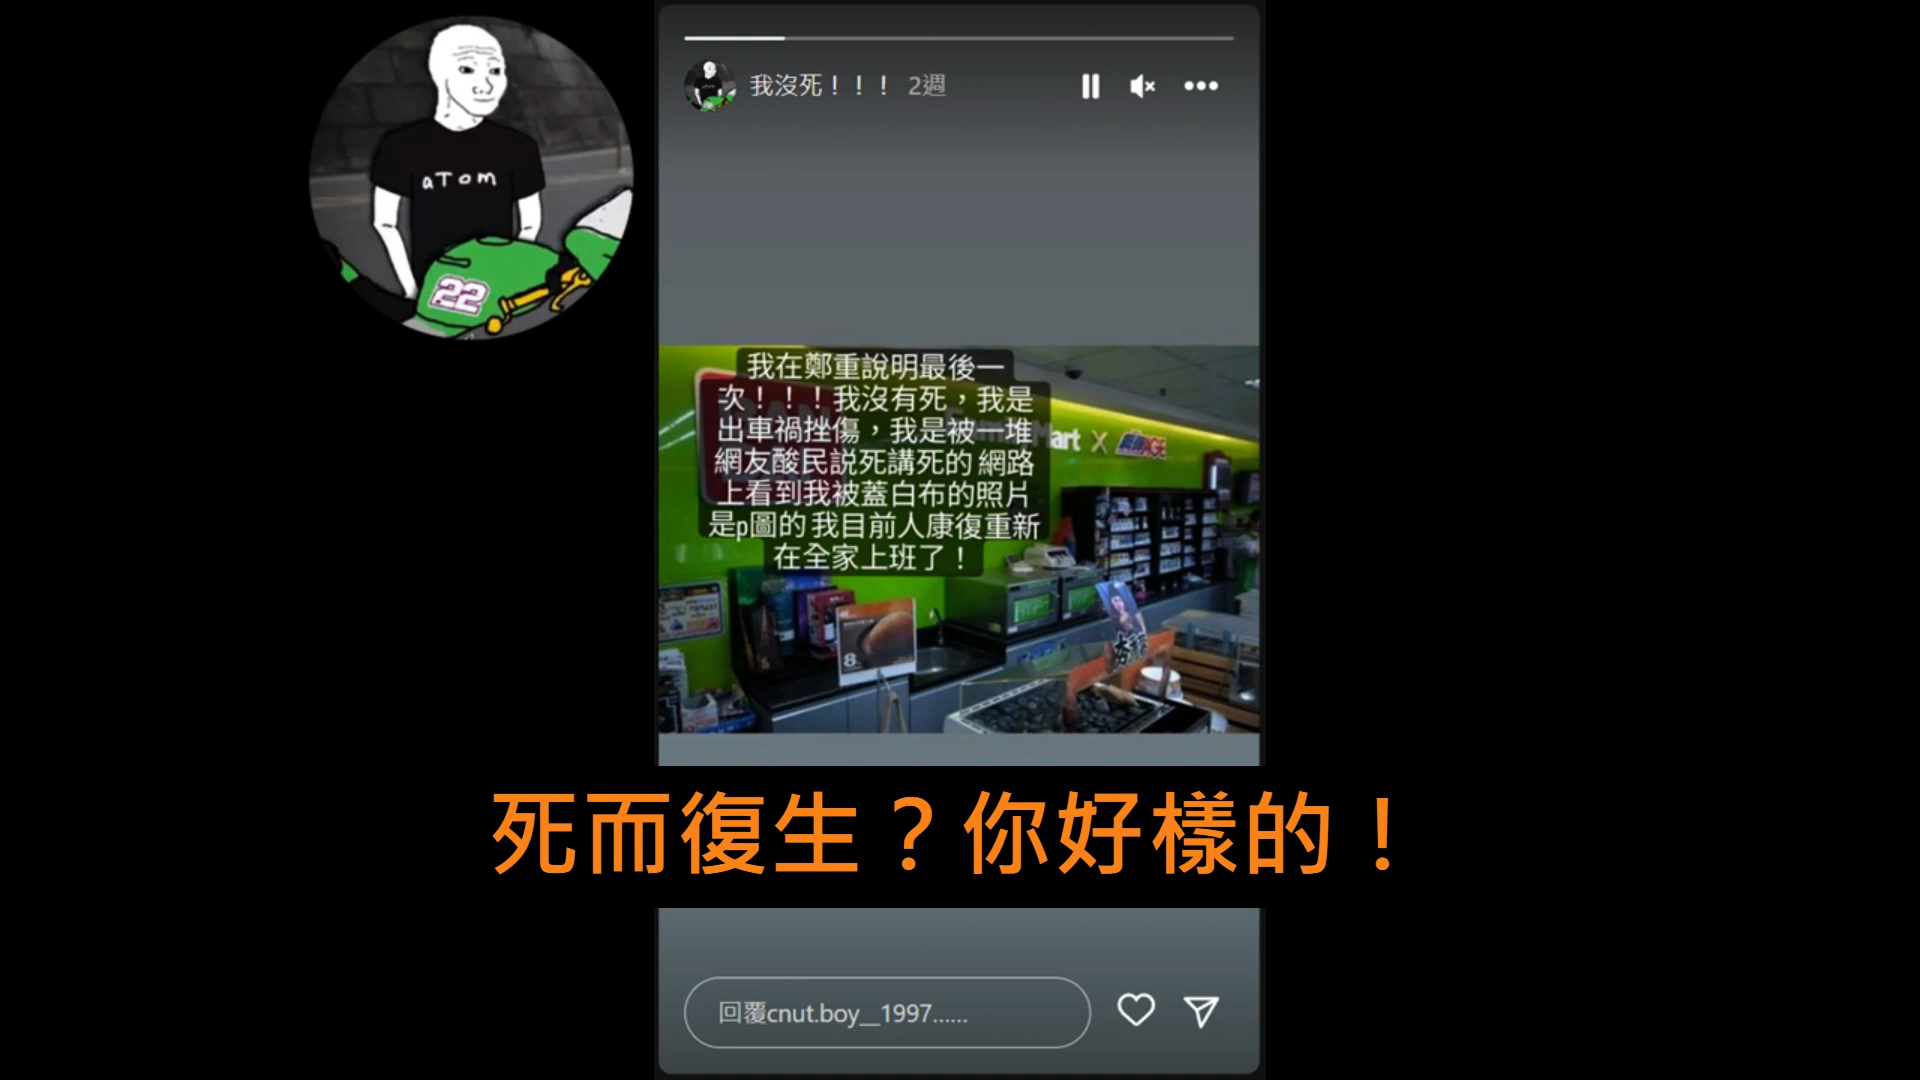 aTom
22
我沒死！！！ 2週
我在鄭重說明最後一
次！！！我沒有死，我是
出車禍挫傷，我是被一堆
網友酸民説死講死的 網路
上看到我被蓋白布的照片
是p圖的 我目前人康復重新
在全家上班了！
Mart X
8
死而復生？你好樣的！
回覆cnut.boy__1997......